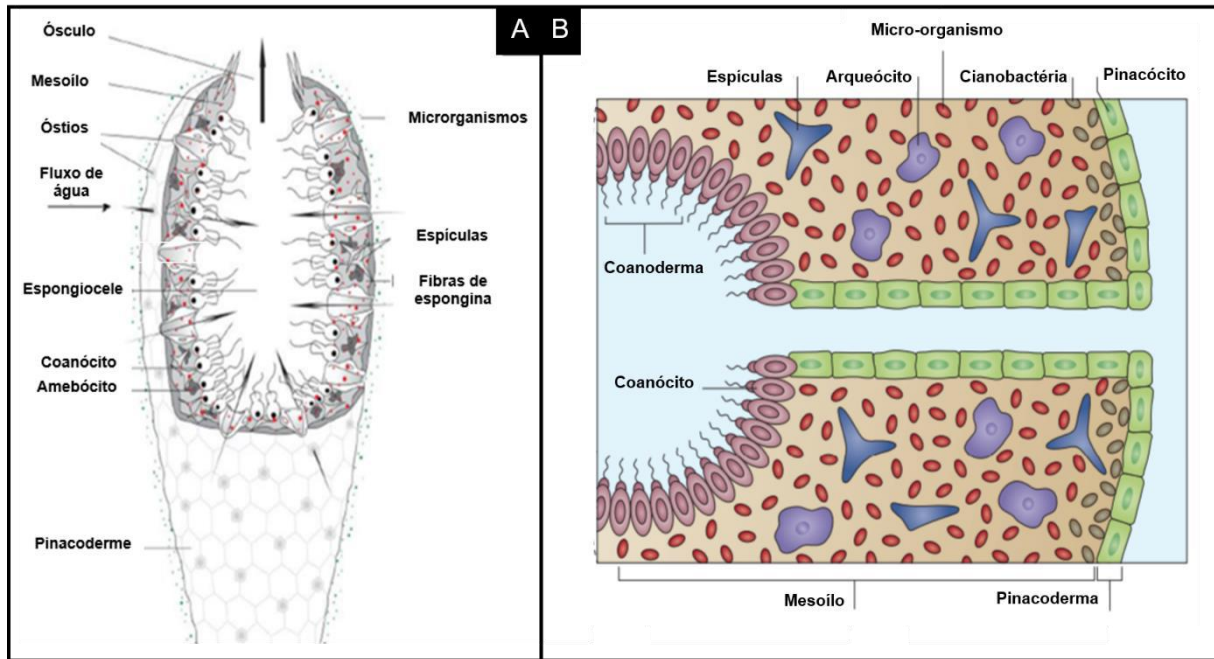 A B
Ósculo
Mesoílo
Óstios
Fluxo de
água
Espongiocele
Coanócito
Amebócito
Pinacoderme
Microrganismos
Espículas
Fibras de
espongina
Micro-organismo
Espículas
Arqueócito
Cianobactéria
Pinacócito
Coanoderma
Coanócito
Mesoílo
Pinacoderma